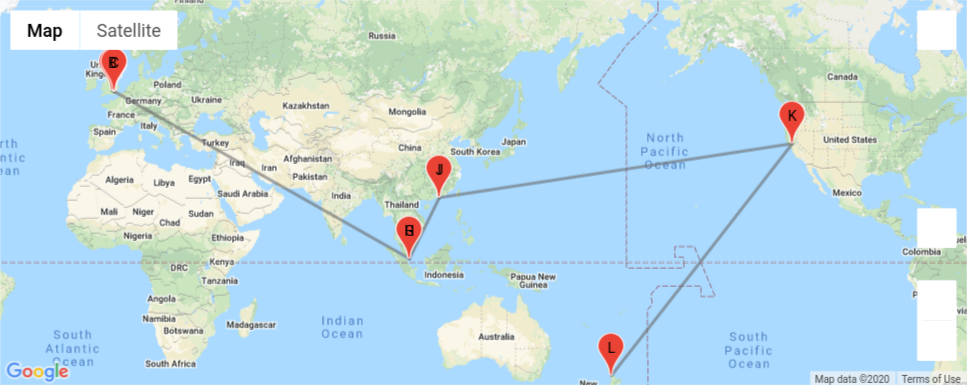 Map
Satellite
Finland
Russia
Canada
Poland
Germany
Ukraine
France
Kazakhstan
Mongolia
K
United States
Italy
Spain
Turkey
Japan
South Korea
China
North
Pacific
Ocean
Afghanistan
Iraq
Iran
Pakistan
J
Algeria
Libya
Egypt
Saudi Arabia
India
Mexico
Thailand
Mali
Niger
Sudan
Chad
Nigeria
Ethiopia
Colombia
DRC
Kenya
Indonesia
Papua New
Guinea
Tanzania
Angola
Namibia
Botswana
Madagascar
Indian
Ocean
Australia
South
Atlantic
Ocean
South
Pacific
Ocean
South Africa
L
New
Google
Map data ©2020
Terms of Use